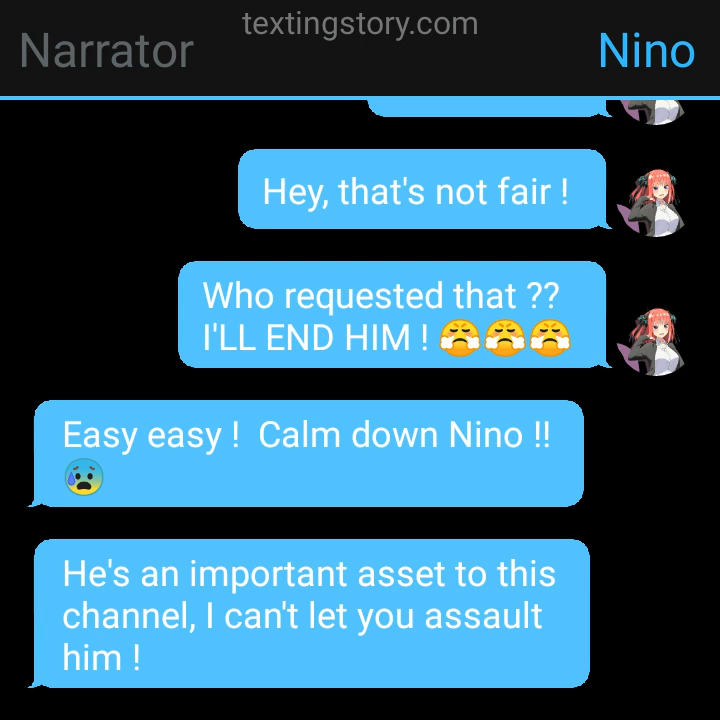 textingstory.com
Narrator
Nino
Hey, that's not fair !
Who requested that ??
I'LL END HIM ! 😤😤😤
Easy easy !  Calm down Nino !!
😰
He's an important asset to this
channel, I can't let you assault
him !